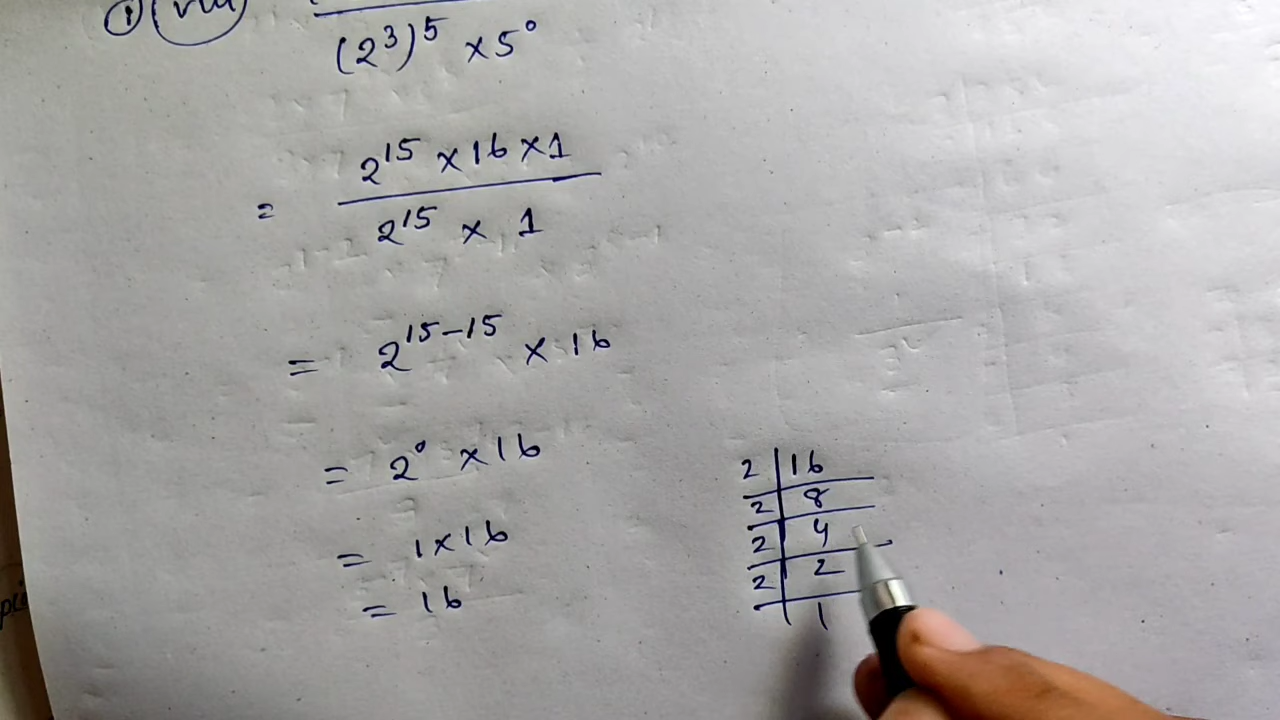 ①
(2³)⁵ × 5⁰
= 2¹⁵ × 16 × 1
2¹⁵ × 1
= 2¹⁵⁻¹⁵ × 16
= 2⁰ × 16
= 1 × 16
= 16
2 | 16
2 | 8
2 | 4
2 | 2
| 1